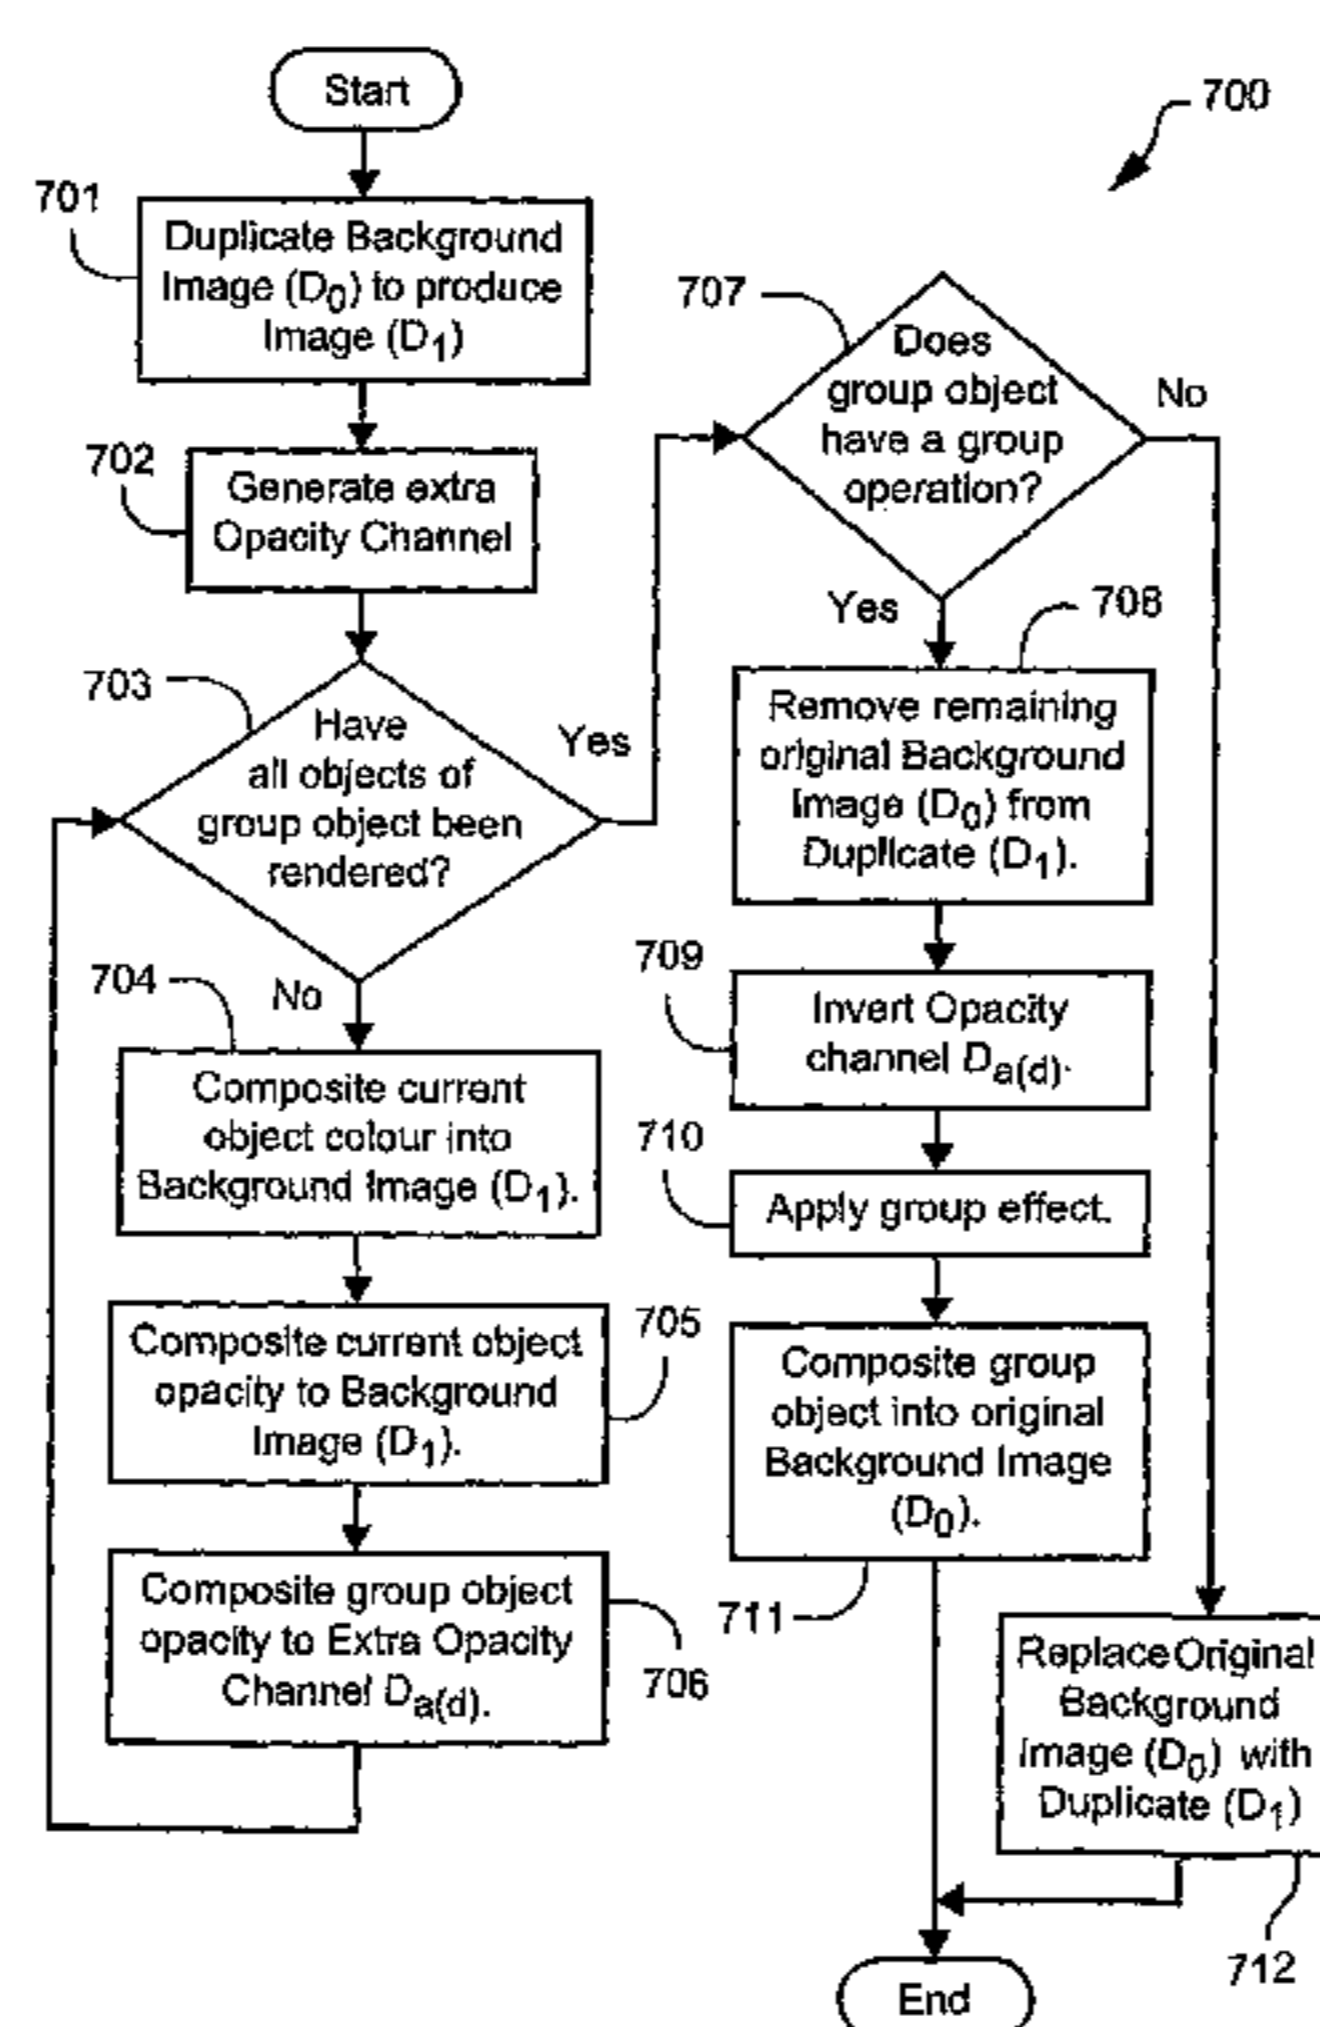 Start
700
701
Duplicate Background
Image (D0) to produce
Image (D1)
702
Generate extra
Opacity Channel
703
Have
all objects of
group object been
rendered?
Yes
No
704
Composite current
object colour into
Background Image (D1).
705
Composite current object
opacity to Background
Image (D1).
706
Composite group object
opacity to Extra Opacity
Channel Da(d).
707
Does
group object
have a group
operation?
No
Yes
708
Remove remaining
original Background
Image (D0) from
Duplicate (D1).
709
Invert Opacity
channel Da(d).
710
Apply group effect.
711
Composite group
object into original
Background Image
(D0).
Replace Original
Background
Image (D0) with
Duplicate (D1)
712
End